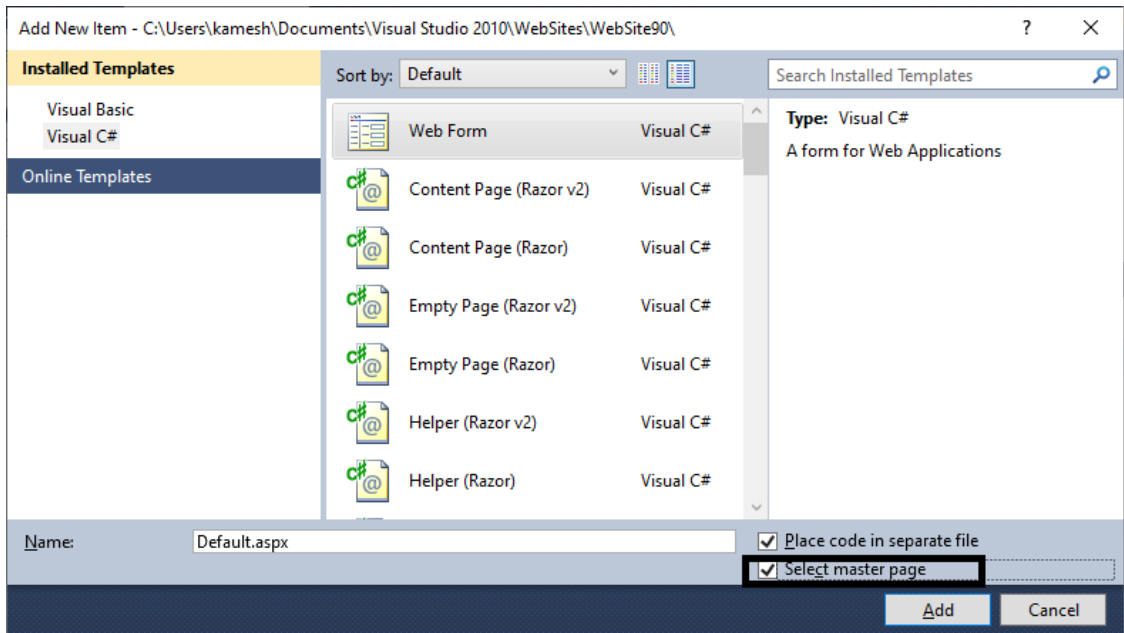 Add New Item - C:\Users\kamesh\Documents\Visual Studio 2010\WebSites\WebSite90\
?
Installed Templates
Visual Basic
Visual C#
Online Templates
Sort by: Default
Search Installed Templates
Web Form Visual C#
Content Page (Razor v2) Visual C#
Content Page (Razor) Visual C#
Empty Page (Razor v2) Visual C#
Empty Page (Razor) Visual C#
Helper (Razor v2) Visual C#
Helper (Razor) Visual C#
Type: Visual C#
A form for Web Applications
Name: Default.aspx
Place code in separate file
Select master page
Add Cancel